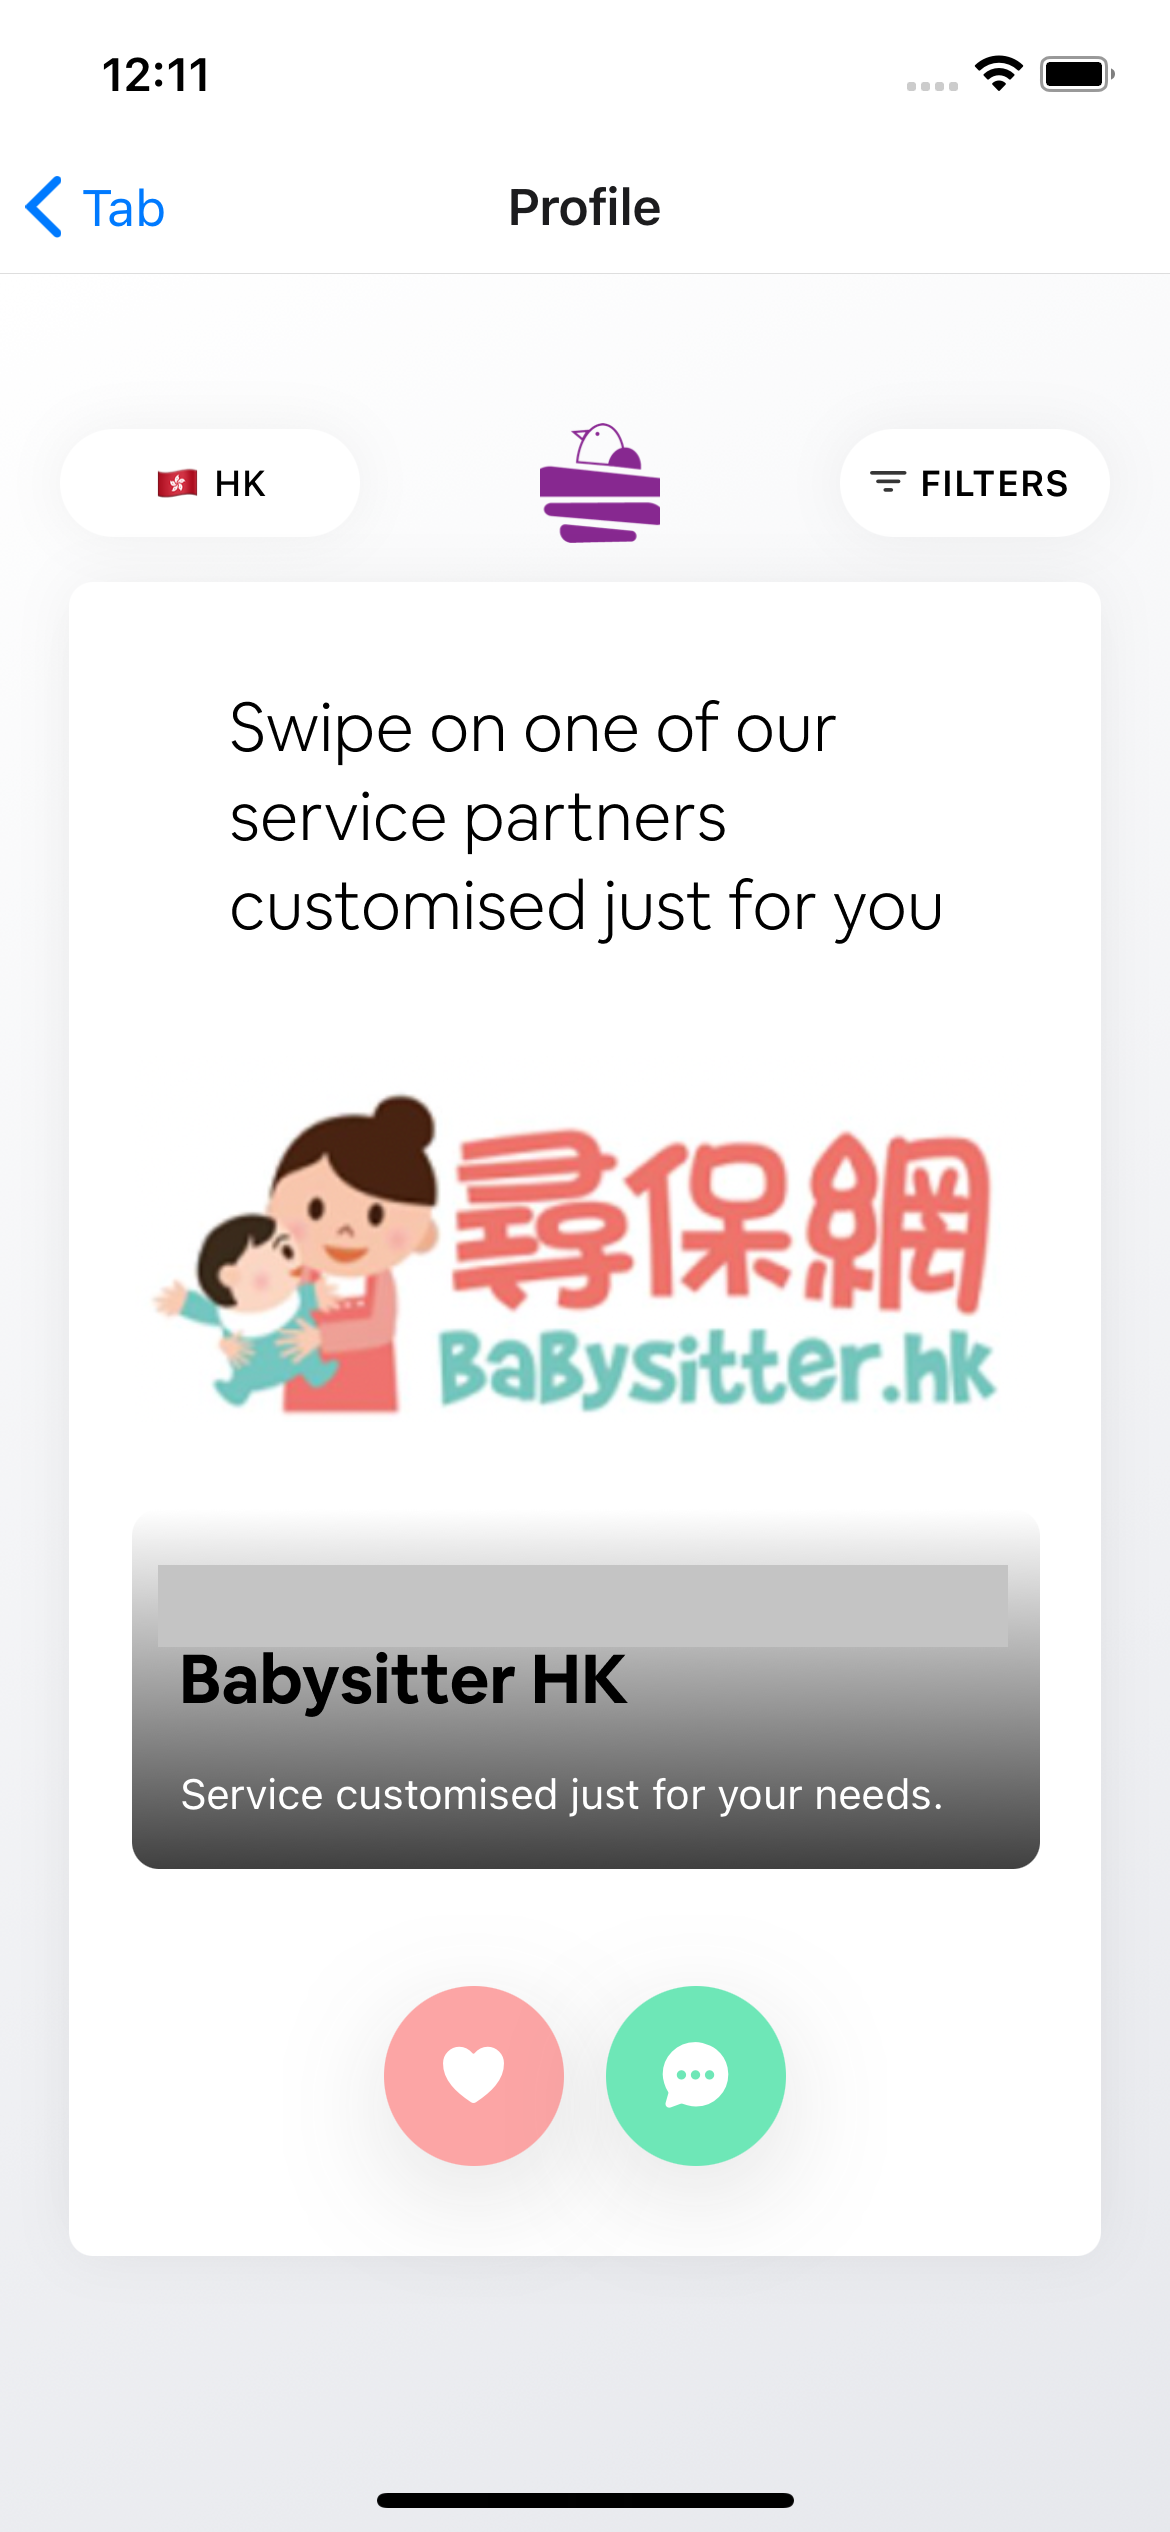 12:11
Tab
Profile
HK
FILTERS
Swipe on one of our
service partners
customised just for you
尋保網
BaBysitter.hk
Babysitter HK
Service customised just for your needs.